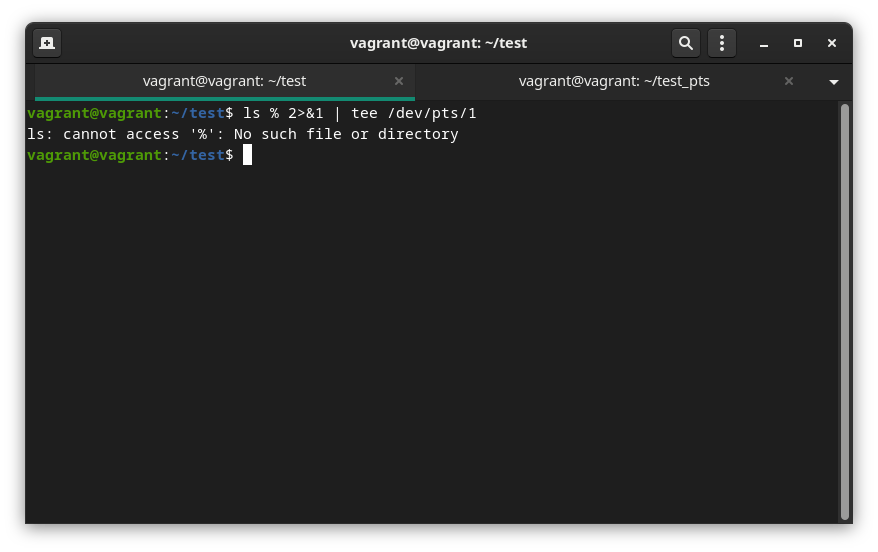 vagrant@vagrant: ~/test
vagrant@vagrant: ~/test
vagrant@vagrant: ~/test_pts
vagrant@vagrant:~/test$ ls % 2>&1 | tee /dev/pts/1
ls: cannot access '%': No such file or directory
vagrant@vagrant:~/test$